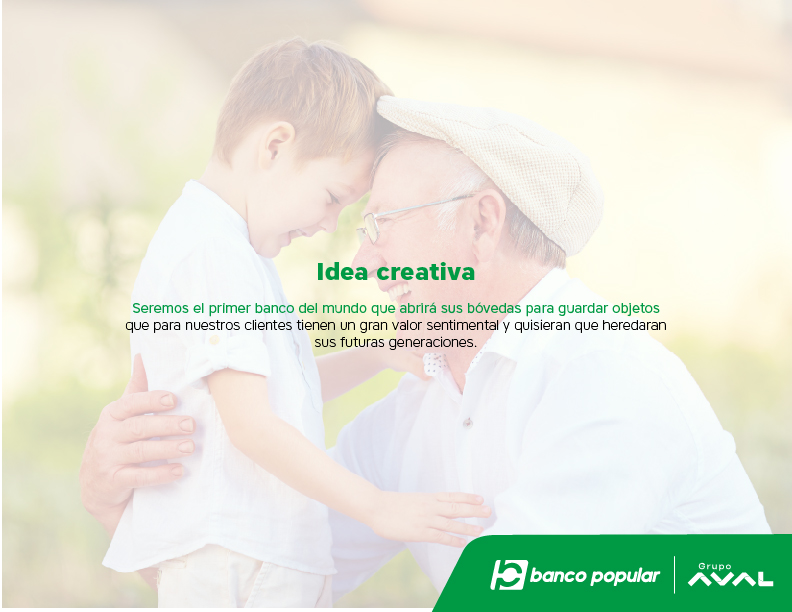 Idea creativa
Seremos el primer banco del mundo que abrirá sus bóvedas para guardar objetos
que para nuestros clientes tienen un gran valor sentimental y quisieran que heredaran
sus futuras generaciones.
banco popular
Grupo
AVAL